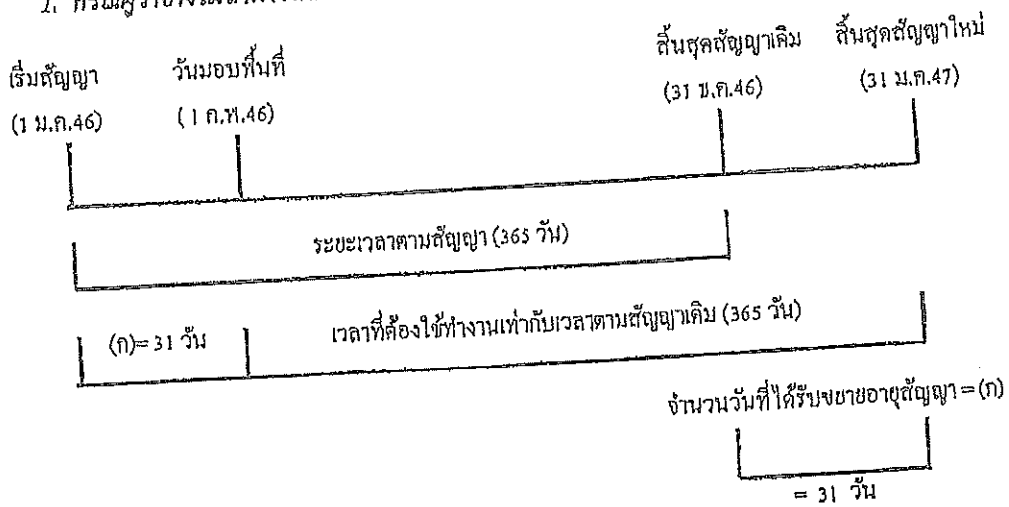 1. กรณี
สิ้นสุดสัญญาเดิม สิ้นสุดสัญญาใหม่
เริ่มสัญญา วันมอบพื้นที่
(31 ธ.ค.46) (31 ม.ค.47)
(1 ม.ค.46) (1 ก.พ.46)
ระยะเวลาตามสัญญา (365 วัน)
(ก)= 31 วัน เวลาที่ต้องใช้ทำงานเท่ากับเวลาตามสัญญาเดิม (365 วัน)
จำนวนวันที่ได้รับขยายอายุสัญญา = (ก)
= 31 วัน